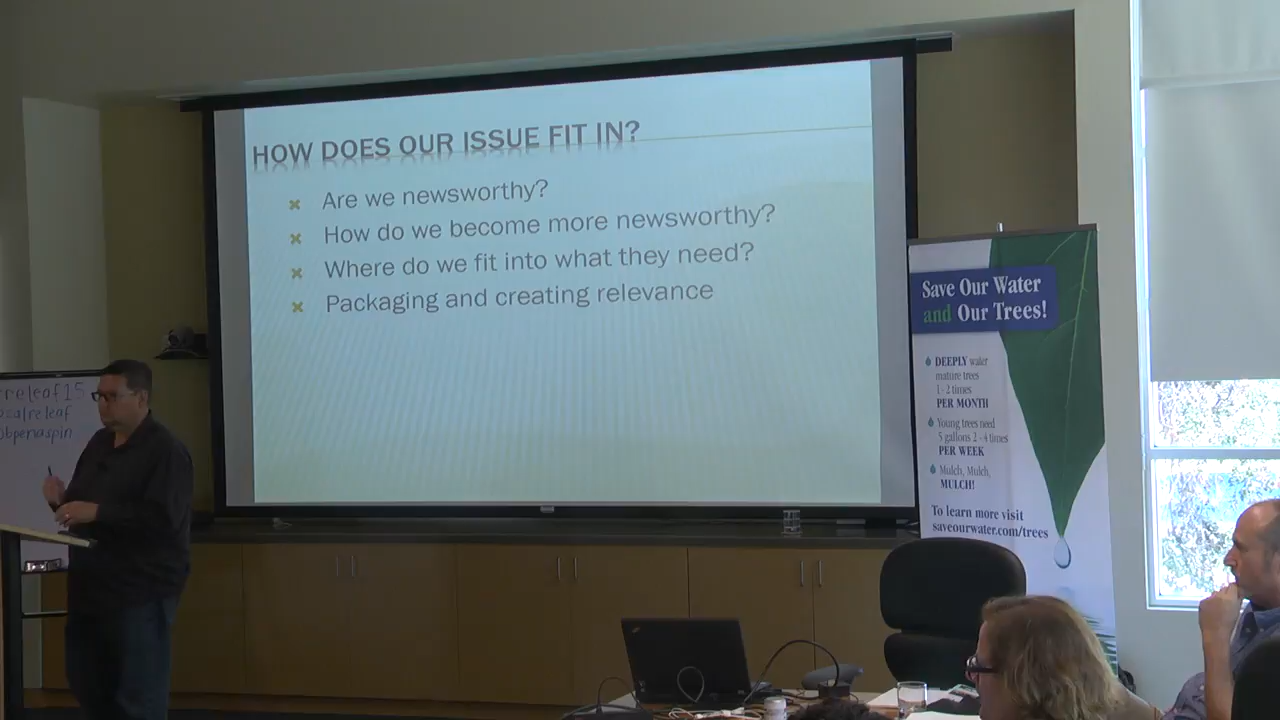 HOW DOES OUR ISSUE FIT IN?
Are we newsworthy?
How do we become more newsworthy?
Where do we fit into what they need?
Packaging and creating relevance
Save Our Water
and Our Trees!
DEEPLY water
mature trees
1 - 2 times
PER MONTH
Young trees need
5 gallons 2 - 4 times
PER WEEK
Mulch, Mulch,
MULCH!
To learn more visit
saveourwater.com/trees